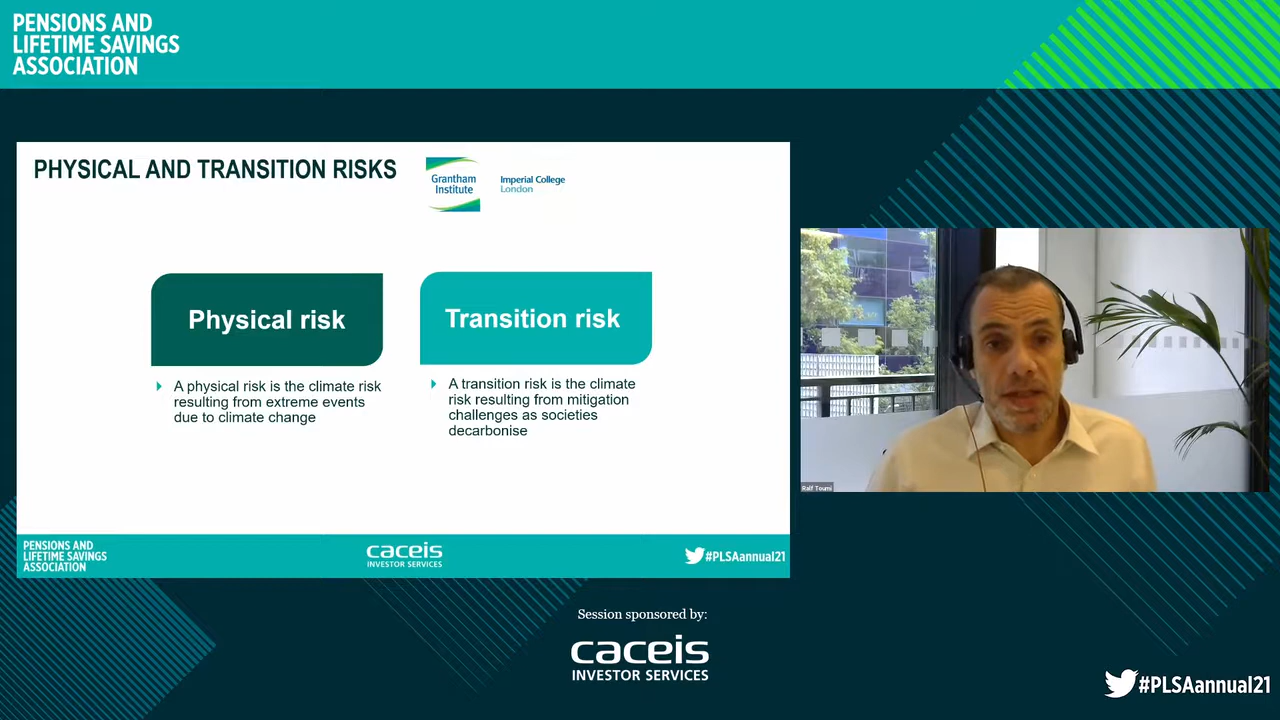 PENSIONS AND
LIFETIME SAVINGS
ASSOCIATION
PHYSICAL AND TRANSITION RISKS
Grantham
Institute
Imperial College
London
Physical risk
Transition risk
A physical risk is the climate risk
resulting from extreme events
due to climate change
A transition risk is the climate
risk resulting from mitigation
challenges as societies
decarbonise
Ralf Toumi
PENSIONS AND
LIFETIME SAVINGS
ASSOCIATION
caceis
INVESTOR SERVICES
#PLSAannual21
Session sponsored by:
caceis
INVESTOR SERVICES
#PLSAannual21